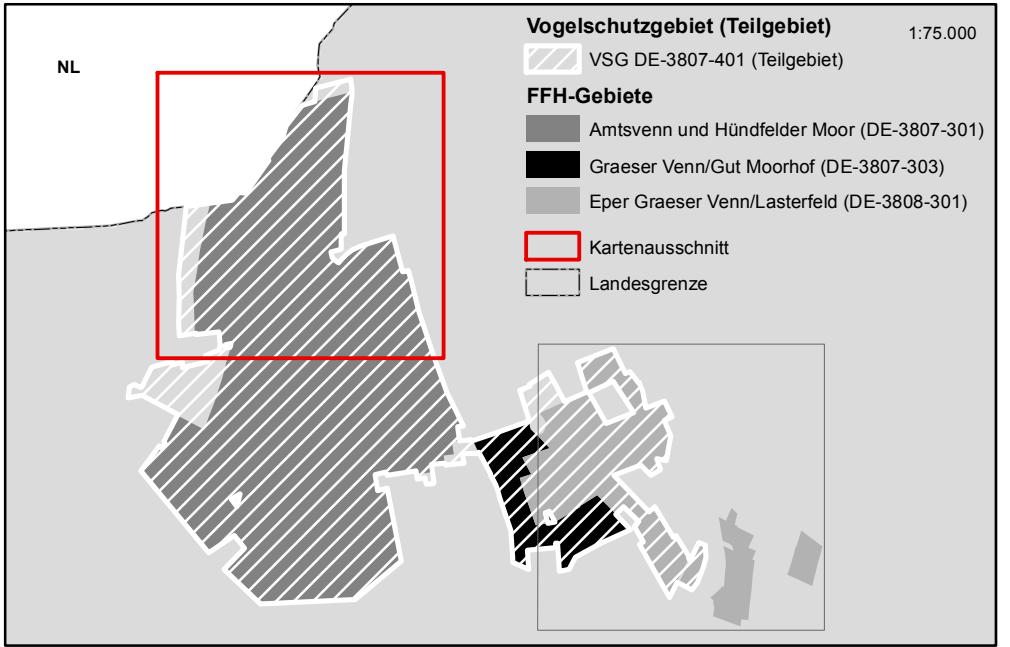 Vogelschutzgebiet (Teilgebiet)
1:75.000
NL
VSG DE-3807-401 (Teilgebiet)
FFH-Gebiete
Amtsvenn und Hündfelder Moor (DE-3807-301)
Graeser Venn/Gut Moorhof (DE-3807-303)
Eper Graeser Venn/Lasterfeld (DE-3808-301)
Kartenausschnitt
Landesgrenze